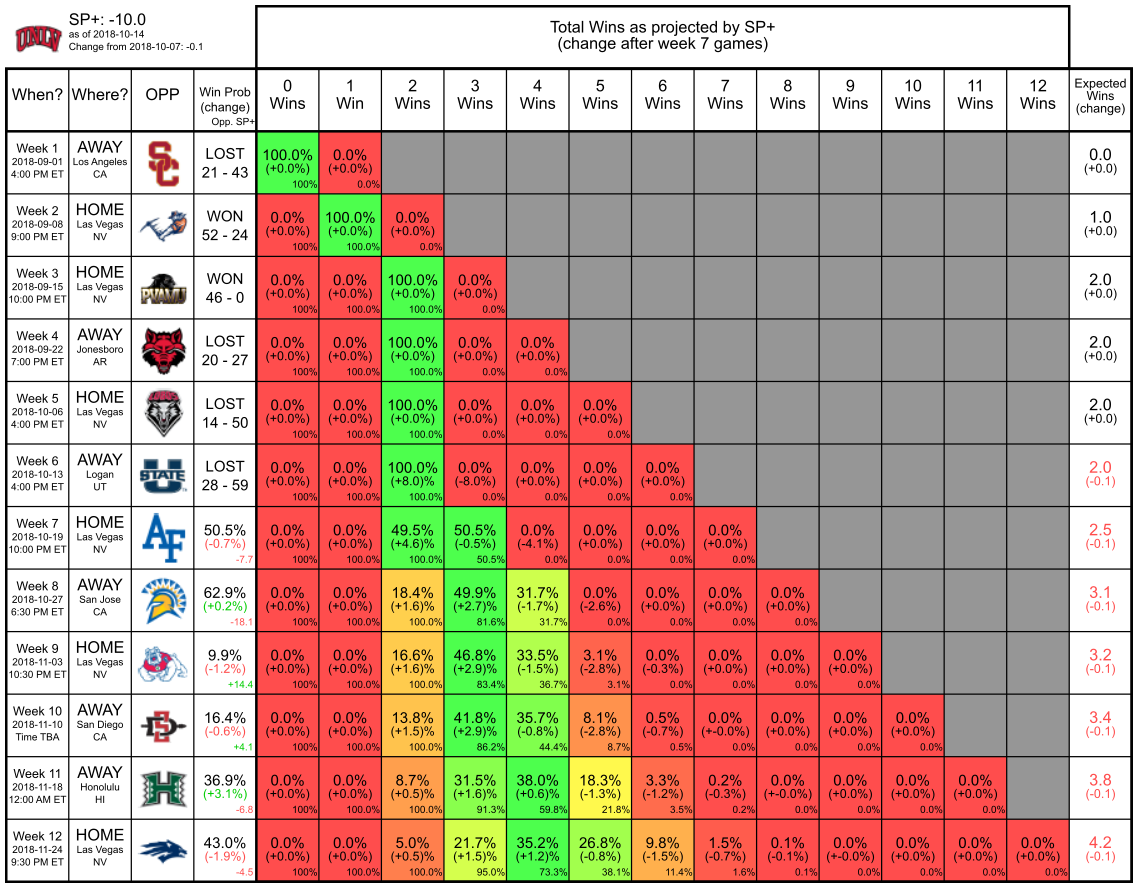 UNLV
SP+: -10.0
as of 2018-10-14
Change from 2018-10-07: -0.1
Total Wins as projected by SP+
(change after week 7 games)
When? Where? OPP Win Prob (change) Opp. SP+ 0 Wins 1 Win 2 Wins 3 Wins 4 Wins 5 Wins 6 Wins 7 Wins 8 Wins 9 Wins 10 Wins 11 Wins 12 Wins Expected Wins (change)
Week 1 AWAY LOST 100.0% 0.0% 0.0
2018-09-01 Los Angeles SC 21 - 43 (+0.0%) (+0.0%) (+0.0)
4:00 PM ET CA 100% 0.0%
Week 2 HOME WON 0.0% 100.0% 0.0% 1.0
2018-09-08 Las Vegas 52 - 24 (+0.0%) (+0.0%) (+0.0%) (+0.0)
9:00 PM ET NV 100% 100.0% 0.0%
Week 3 HOME WON 0.0% 0.0% 100.0% 0.0% 2.0
2018-09-15 Las Vegas PVAMU 46 - 0 (+0.0%) (+0.0%) (+0.0%) (+0.0%) (+0.0)
10:00 PM ET NV 100% 100.0% 100.0% 0.0%
Week 4 AWAY LOST 0.0% 0.0% 100.0% 0.0% 0.0% 2.0
2018-09-22 Jonesboro 20 - 27 (+0.0%) (+0.0%) (+0.0%) (+0.0%) (+0.0%) (+0.0)
7:00 PM ET AR 100% 100.0% 100.0% 0.0% 0.0%
Week 5 HOME LOST 0.0% 0.0% 100.0% 0.0% 0.0% 0.0% 2.0
2018-10-06 Las Vegas 14 - 50 (+0.0%) (+0.0%) (+0.0%) (+0.0%) (+0.0%) (+0.0%) (+0.0)
4:00 PM ET NV 100% 100.0% 100.0% 0.0% 0.0% 0.0%
Week 6 AWAY LOST 0.0% 0.0% 100.0% 0.0% 0.0% 0.0% 0.0% 2.0
2018-10-13 Logan U STATE 28 - 59 (+0.0%) (+0.0%) (+8.0)% (-8.0%) (+0.0%) (+0.0%) (+0.0%) (-0.1)
4:00 PM ET UT 100% 100.0% 100.0% 0.0% 0.0% 0.0% 0.0%
Week 7 HOME 50.5% 0.0% 0.0% 49.5% 50.5% 0.0% 0.0% 0.0% 0.0% 2.5
2018-10-19 Las Vegas AF (-0.7%) (+0.0%) (+0.0%) (+4.6)% (-0.5%) (-4.1%) (+0.0%) (+0.0%) (+0.0%) (-0.1)
10:00 PM ET NV -7.7 100% 100.0% 100.0% 50.5% 0.0% 0.0% 0.0% 0.0%
Week 8 AWAY 62.9% 0.0% 0.0% 18.4% 49.9% 31.7% 0.0% 0.0% 0.0% 0.0% 3.1
2018-10-27 San Jose (+0.2%) (+0.0%) (+0.0%) (+1.6)% (+2.7)% (-1.7%) (-2.6%) (+0.0%) (+0.0%) (+0.0%) (-0.1)
6:30 PM ET CA -18.1 100% 100.0% 100.0% 81.6% 31.7% 0.0% 0.0% 0.0% 0.0%
Week 9 HOME 9.9% 0.0% 0.0% 16.6% 46.8% 33.5% 3.1% 0.0% 0.0% 0.0% 0.0% 3.2
2018-11-03 Las Vegas (-1.2%) (+0.0%) (+0.0%) (+1.6)% (+2.9)% (-1.5%) (-2.8%) (-0.3%) (+0.0%) (+0.0%) (+0.0%) (-0.1)
10:30 PM ET NV +14.4 100% 100.0% 100.0% 83.4% 36.7% 3.1% 0.0% 0.0% 0.0% 0.0%
Week 10 AWAY 16.4% 0.0% 0.0% 13.8% 41.8% 35.7% 8.1% 0.5% 0.0% 0.0% 0.0% 0.0% 3.4
2018-11-10 San Diego SD (-0.6%) (+0.0%) (+0.0%) (+1.5)% (+2.9)% (-0.8%) (-2.8%) (-0.7%) (+-0.0%) (+0.0%) (+0.0%) (+0.0%) (-0.1)
Time TBA CA +4.1 100% 100.0% 100.0% 86.2% 44.4% 8.7% 0.5% 0.0% 0.0% 0.0% 0.0%
Week 11 AWAY 36.9% 0.0% 0.0% 8.7% 31.5% 38.0% 18.3% 3.3% 0.2% 0.0% 0.0% 0.0% 0.0% 3.8
2018-11-18 Honolulu H (+3.1%) (+0.0%) (+0.0%) (+0.5)% (+1.6)% (+0.6)% (-1.3%) (-1.2%) (-0.3%) (+-0.0%) (+0.0%) (+0.0%) (+0.0%) (-0.1)
12:00 AM ET HI -6.8 100% 100.0% 100.0% 91.3% 59.8% 21.8% 3.5% 0.2% 0.0% 0.0% 0.0% 0.0%
Week 12 HOME 43.0% 0.0% 0.0% 5.0% 21.7% 35.2% 26.8% 9.8% 1.5% 0.1% 0.0% 0.0% 0.0% 0.0% 4.2
2018-11-24 Las Vegas (-1.9%) (+0.0%) (+0.0%) (+0.5)% (+1.5)% (+1.2)% (-0.8%) (-1.5%) (-0.7%) (-0.1%) (+-0.0%) (+0.0%) (+0.0%) (+0.0%) (-0.1)
9:30 PM ET NV -4.5 100% 100.0% 100.0% 95.0% 73.3% 38.1% 11.4% 1.6% 0.1% 0.0% 0.0% 0.0% 0.0%